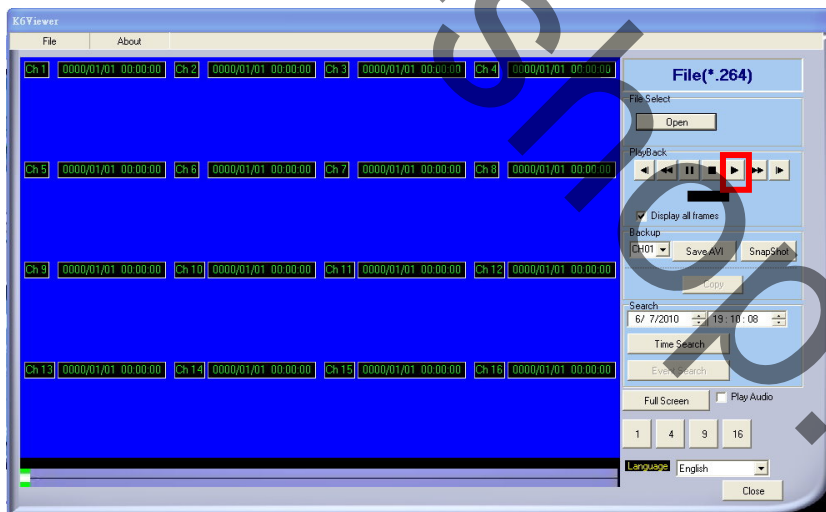 K6Viewer
File About
Ch 1 0000/01/01 00:00:00 Ch 2 0000/01/01 00:00:00 Ch 3 0000/01/01 00:00:00 Ch 4 0000/01/01 00:00:00
File(*.264)
File Select
Open
PlayBack
Ch 5 0000/01/01 00:00:00 Ch 6 0000/01/01 00:00:00 Ch 7 0000/01/01 00:00:00 Ch 8 0000/01/01 00:00:00
Display all frames
Backup
CH01 Save AVI SnapShot
Ch 9 0000/01/01 00:00:00 Ch 10 0000/01/01 00:00:00 Ch 11 0000/01/01 00:00:00 Ch 12 0000/01/01 00:00:00
Copy
Search
6/ 7/2010 19:10:08
Time Search
Ch 13 0000/01/01 00:00:00 Ch 14 0000/01/01 00:00:00 Ch 15 0000/01/01 00:00:00 Ch 16 0000/01/01 00:00:00
Event Search
Full Screen Play Audio
1 4 9 16
Language English
Close